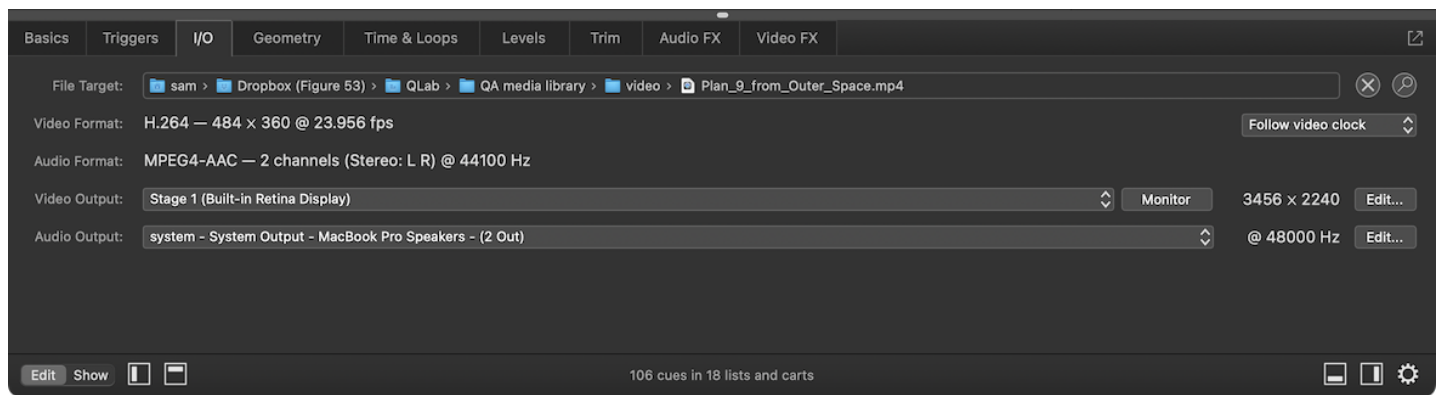 Basics Triggers I/O Geometry Time & Loops Levels Trim Audio FX Video FX
File Target: sam › Dropbox (Figure 53) › QLab › QA media library › video › Plan_9_from_Outer_Space.mp4
Video Format: H.264 — 484 × 360 @ 23.956 fps Follow video clock
Audio Format: MPEG4-AAC — 2 channels (Stereo: L R) @ 44100 Hz
Video Output: Stage 1 (Built-in Retina Display) Monitor 3456 × 2240 Edit...
Audio Output: system - System Output - MacBook Pro Speakers - (2 Out) @ 48000 Hz Edit...
Edit Show 106 cues in 18 lists and carts